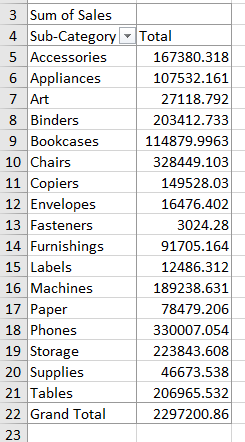 3 Sum of Sales
4 Sub-Category Total
5 Accessories 167380.318
6 Appliances 107532.161
7 Art 27118.792
8 Binders 203412.733
9 Bookcases 114879.9963
10 Chairs 328449.103
11 Copiers 149528.03
12 Envelopes 16476.402
13 Fasteners 3024.28
14 Furnishings 91705.164
15 Labels 12486.312
16 Machines 189238.631
17 Paper 78479.206
18 Phones 330007.054
19 Storage 223843.608
20 Supplies 46673.538
21 Tables 206965.532
22 Grand Total 2297200.86
23